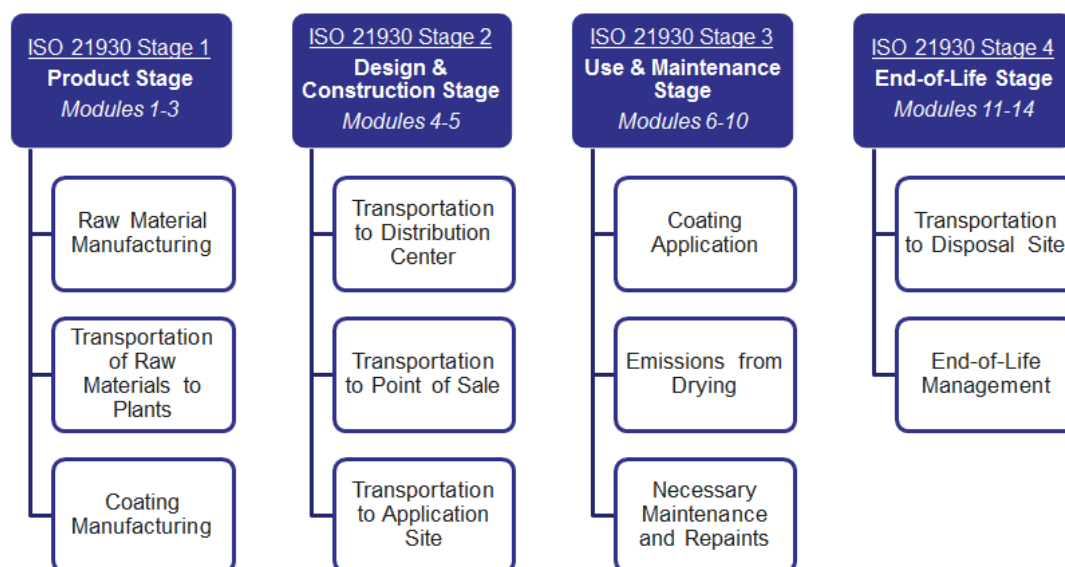 ISO 21930 Stage 1
Product Stage
Modules 1-3
Raw Material
Manufacturing
Transportation
of Raw
Materials to
Plants
Coating
Manufacturing
ISO 21930 Stage 2
Design &
Construction Stage
Modules 4-5
Transportation
to Distribution
Center
Transportation
to Point of Sale
Transportation
to Application
Site
ISO 21930 Stage 3
Use & Maintenance
Stage
Modules 6-10
Coating
Application
Emissions from
Drying
Necessary
Maintenance
and Repaints
ISO 21930 Stage 4
End-of-Life Stage
Modules 11-14
Transportation
to Disposal Site
End-of-Life
Management